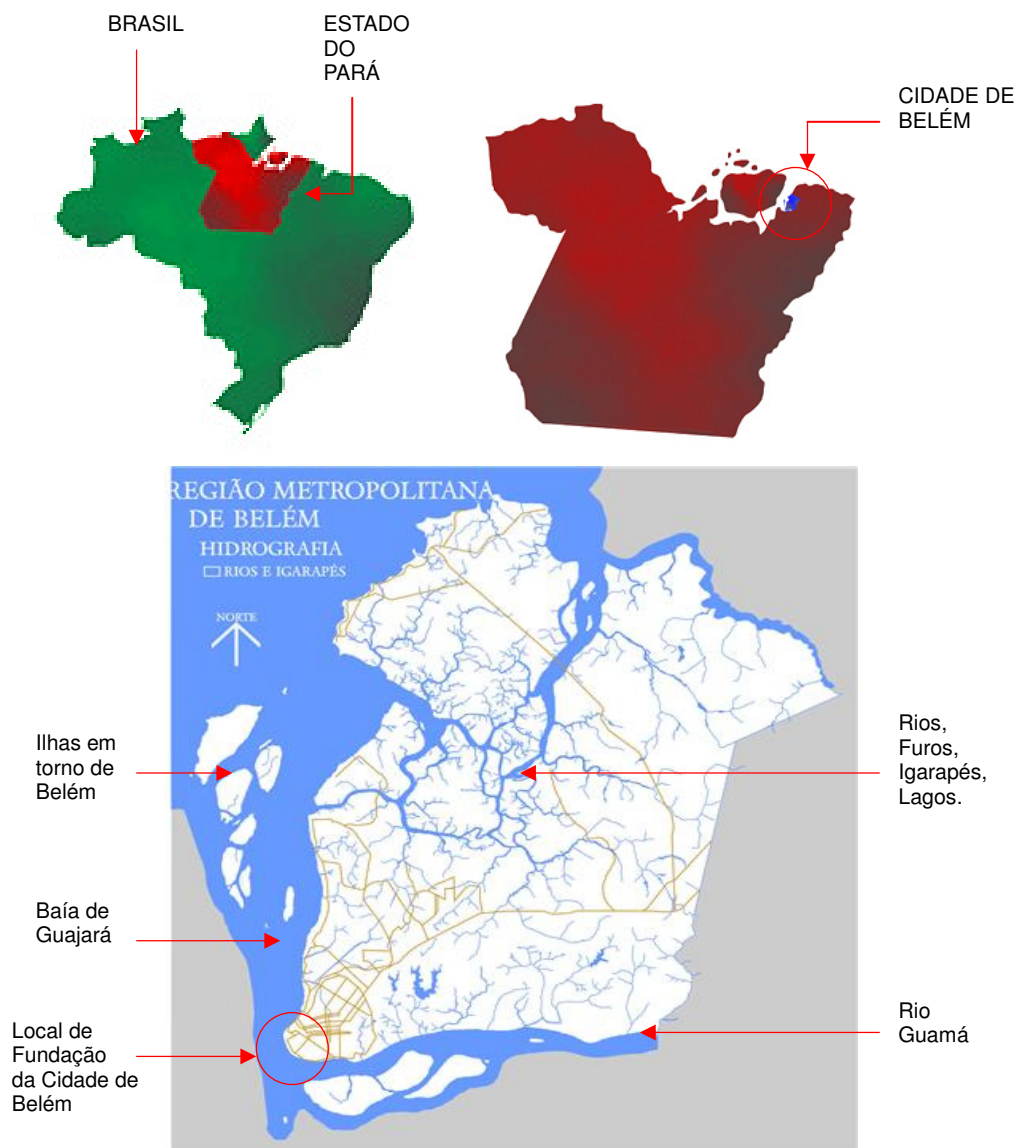 BRASIL
ESTADO
DO
PARÁ
CIDADE DE
BELÉM
REGIÃO METROPOLITANA
DE BELÉM
HIDROGRAFIA
RIOS E IGARAPÉS
NORTE
Ilhas em
torno de
Belém
Rios,
Furos,
Igarapés,
Lagos.
Baía de
Guajará
Local de
Fundação
da Cidade de
Belém
Rio
Guamá